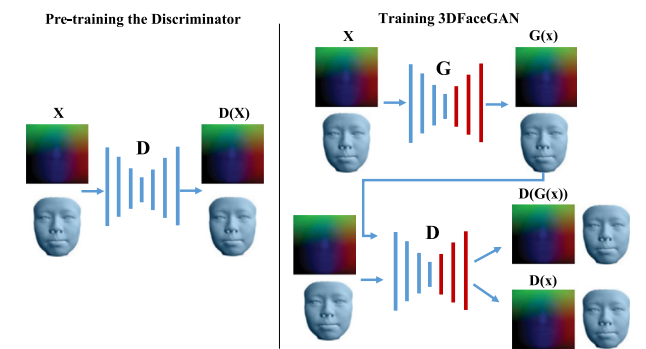 Pre-training the Discriminator
X
D(X)
D
Training 3DFaceGAN
X
G(x)
G
D(G(x))
D
D(x)